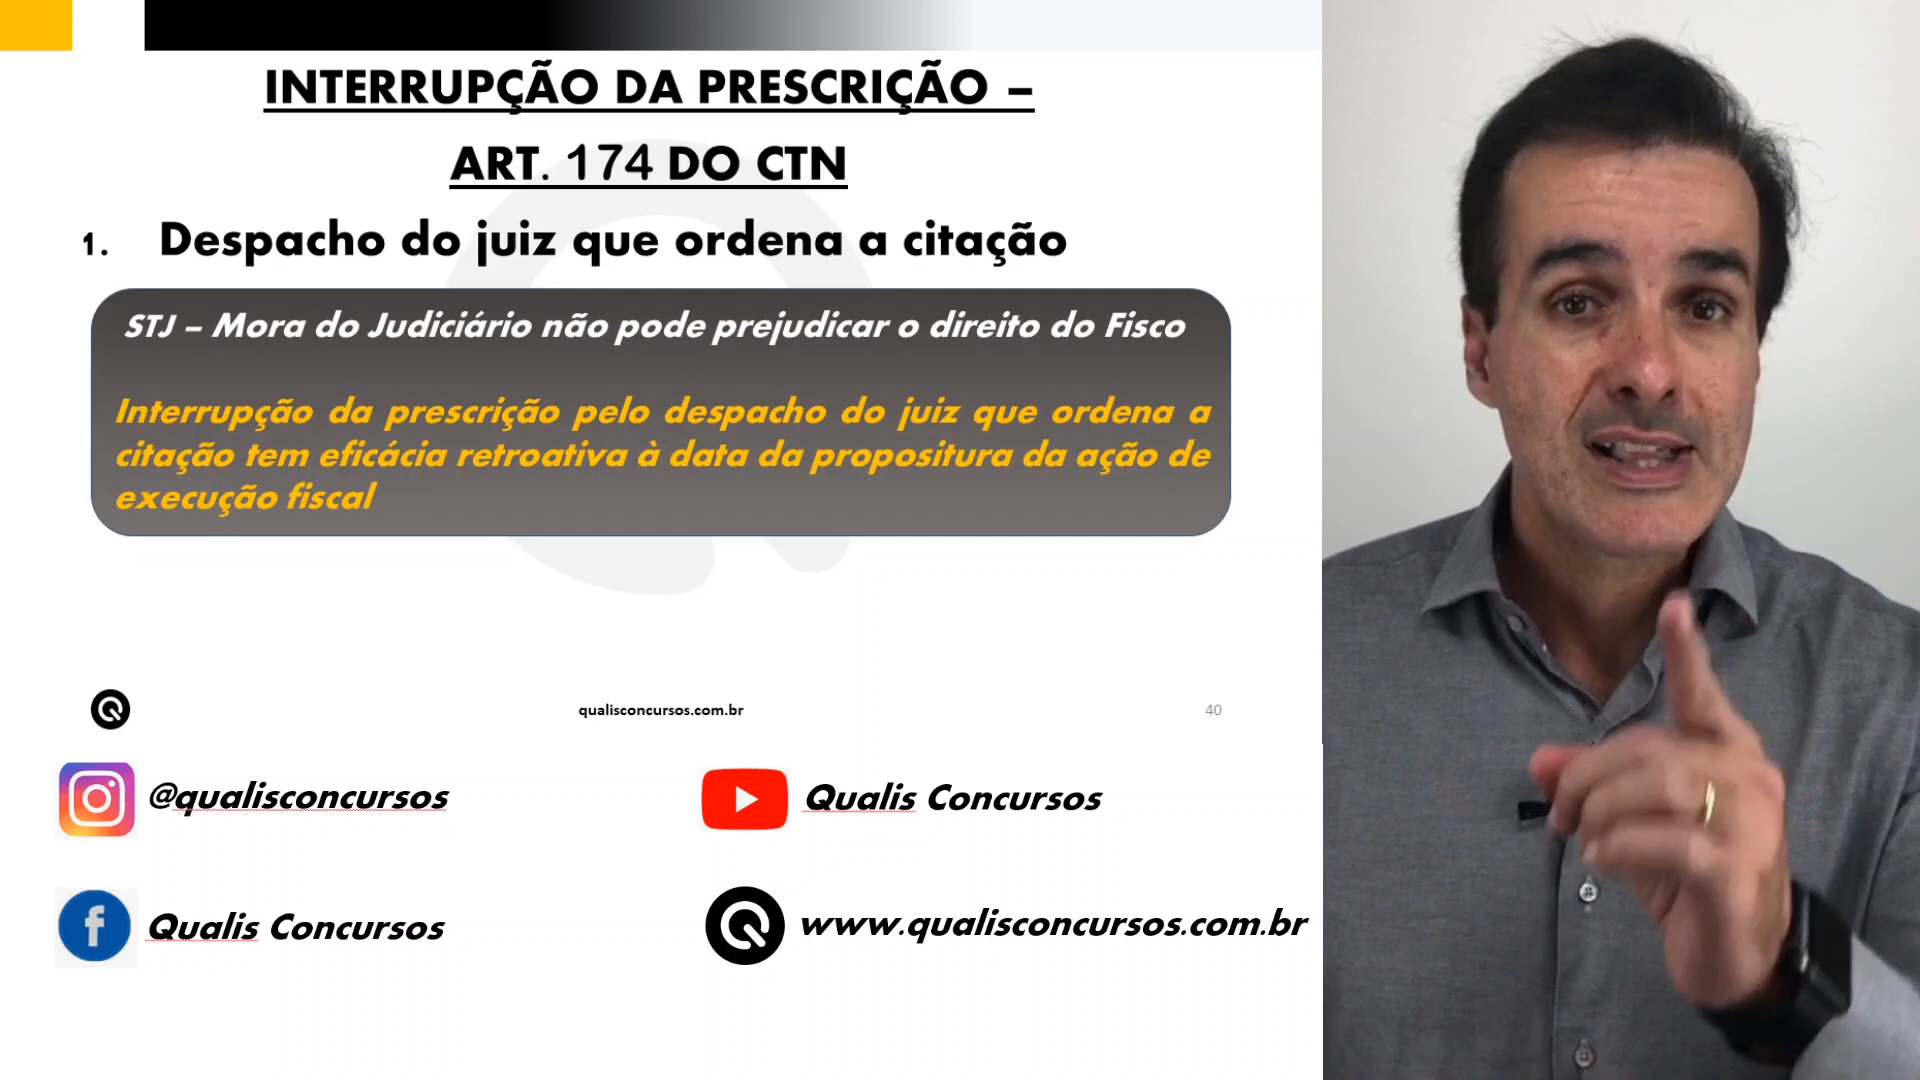 INTERRUPÇÃO DA PRESCRIÇÃO –
ART. 174 DO CTN
1. Despacho do juiz que ordena a citação
STJ – Mora do Judiciário não pode prejudicar o direito do Fisco
Interrupção da prescrição pelo despacho do juiz que ordena a
citação tem eficácia retroativa à data da propositura da ação de
execução fiscal
qualisconcursos.com.br
40
@qualisconcursos
Qualis Concursos
Qualis Concursos
www.qualisconcursos.com.br